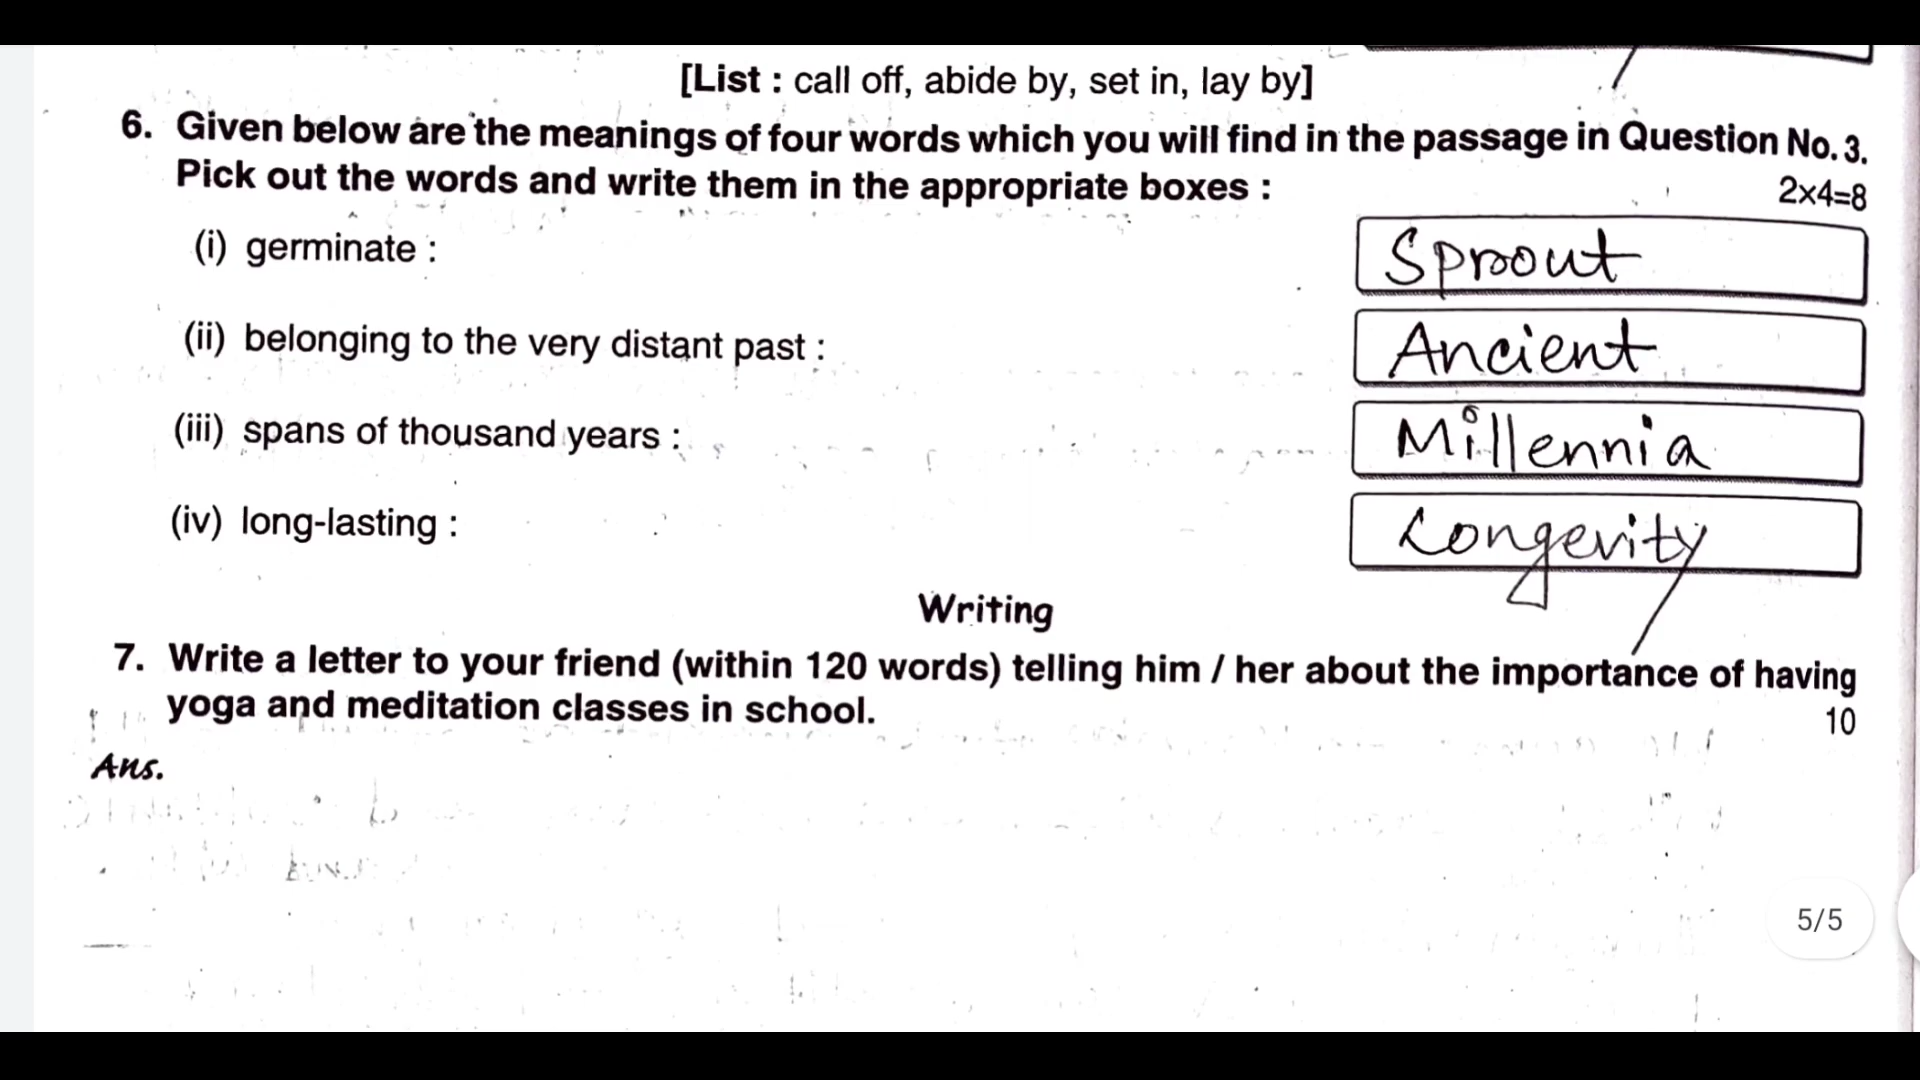 [List : call off, abide by, set in, lay by]
6. Given below are the meanings of four words which you will find in the passage in Question No. 3.
Pick out the words and write them in the appropriate boxes :
2x4=8
(i) germinate :
Sprout
(ii) belonging to the very distant past :
Ancient
(iii) spans of thousand years :
Millennia
(iv) long-lasting :
Longevity
Writing
7. Write a letter to your friend (within 120 words) telling him / her about the importance of having
yoga and meditation classes in school.
10
Ans.
5/5